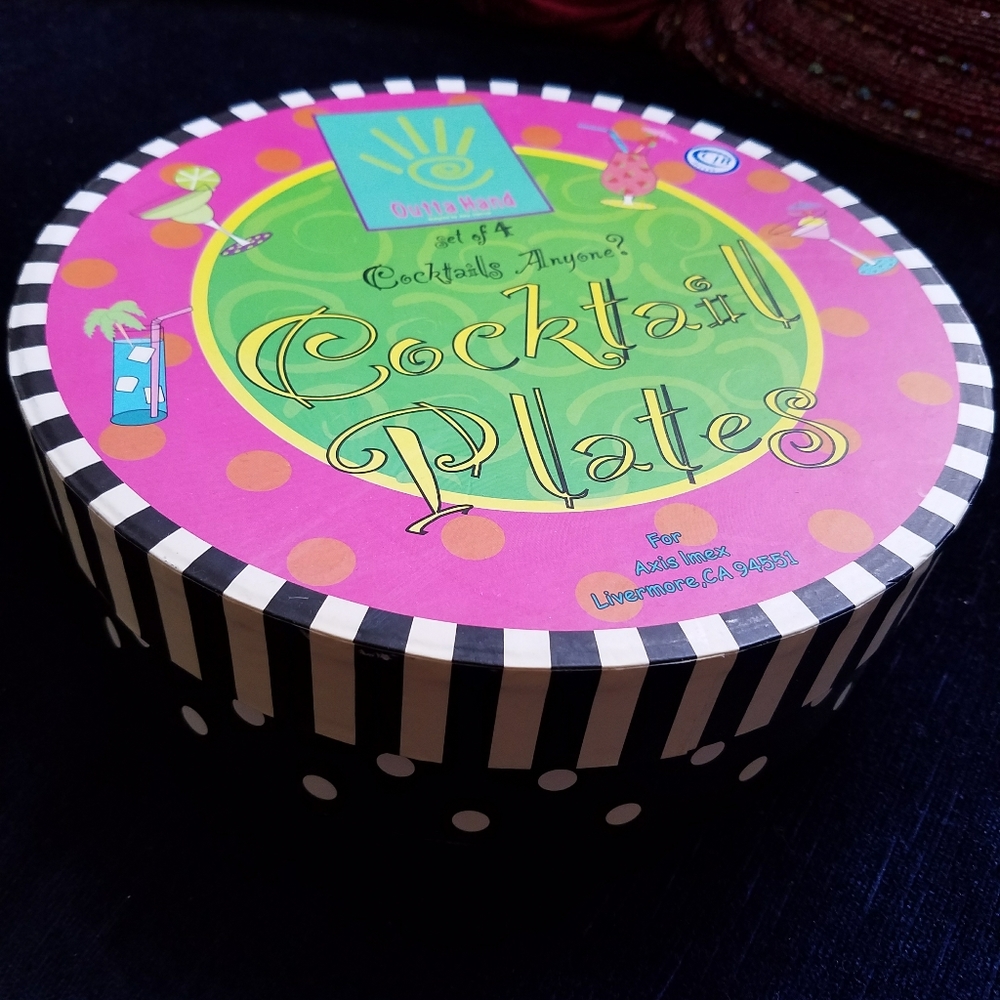 Outta Hand
set of 4
Cocktails Anyone?
Cocktail
Plates
For
Axis Imex
Livermore,CA 94551